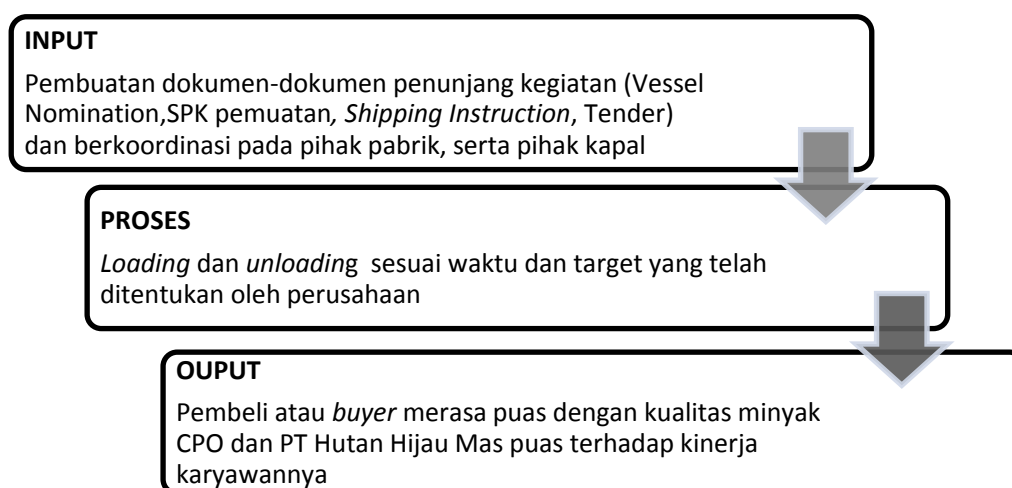 INPUT
Pembuatan dokumen-dokumen penunjang kegiatan (Vessel
Nomination,SPK pemuatan, Shipping Instruction, Tender)
dan berkoordinasi pada pihak pabrik, serta pihak kapal
PROSES
Loading dan unloading sesuai waktu dan target yang telah
ditentukan oleh perusahaan
OUPUT
Pembeli atau buyer merasa puas dengan kualitas minyak
CPO dan PT Hutan Hijau Mas puas terhadap kinerja
karyawannya